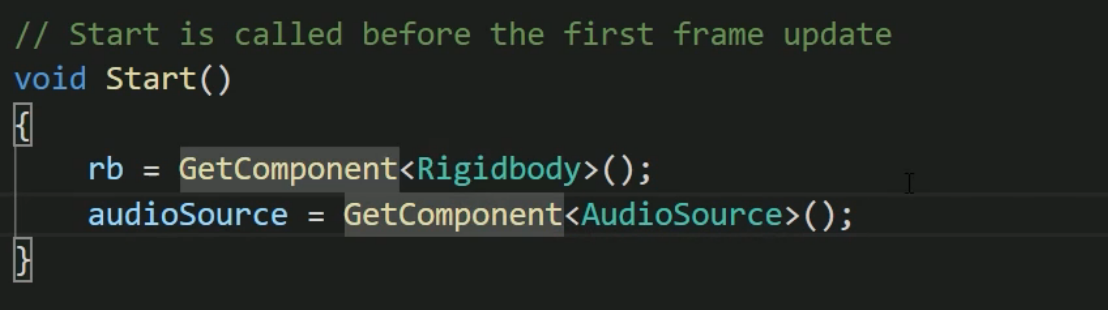 // Start is called before the first frame update
void Start()
{
    rb = GetComponent<Rigidbody>();
    audioSource = GetComponent<AudioSource>();
}